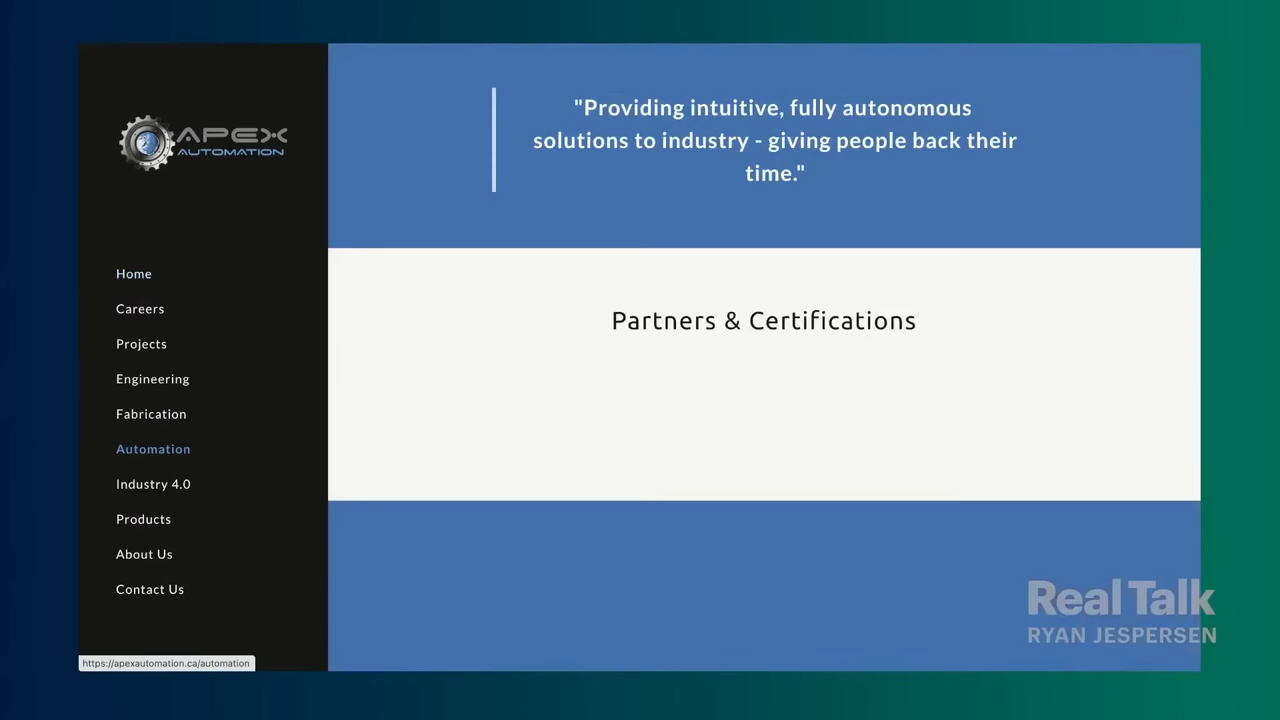 APEX
AUTOMATION
Home
Careers
Projects
Engineering
Fabrication
Automation
Industry 4.0
Products
About Us
Contact Us
https://apexautomation.ca/automation
"Providing intuitive, fully autonomous
solutions to industry - giving people back their
time."
Partners & Certifications
Real Talk
RYAN JESPERSEN